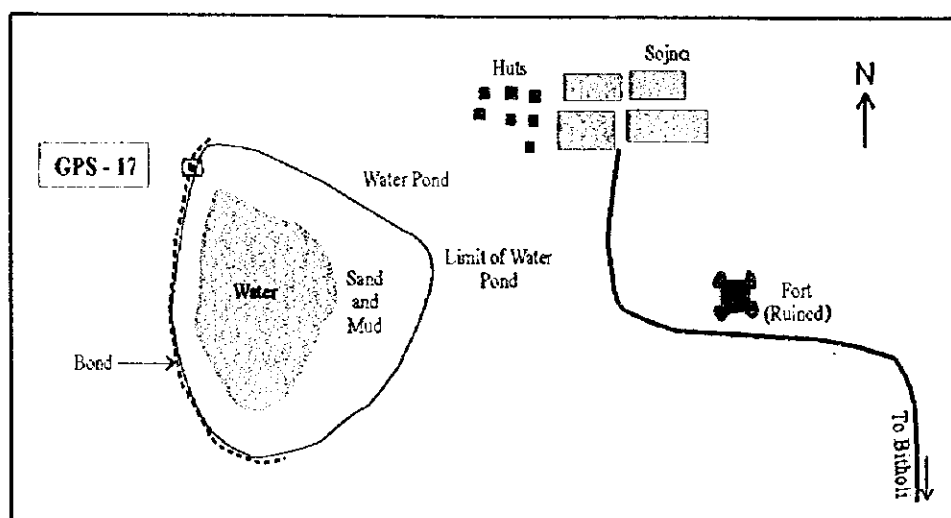 Sojna
Huts
N
GPS - 17
Water Pond
Limit of Water
Pond
Water
Sand
and
Mud
Fort
(Ruined)
Bond
To Bitholi